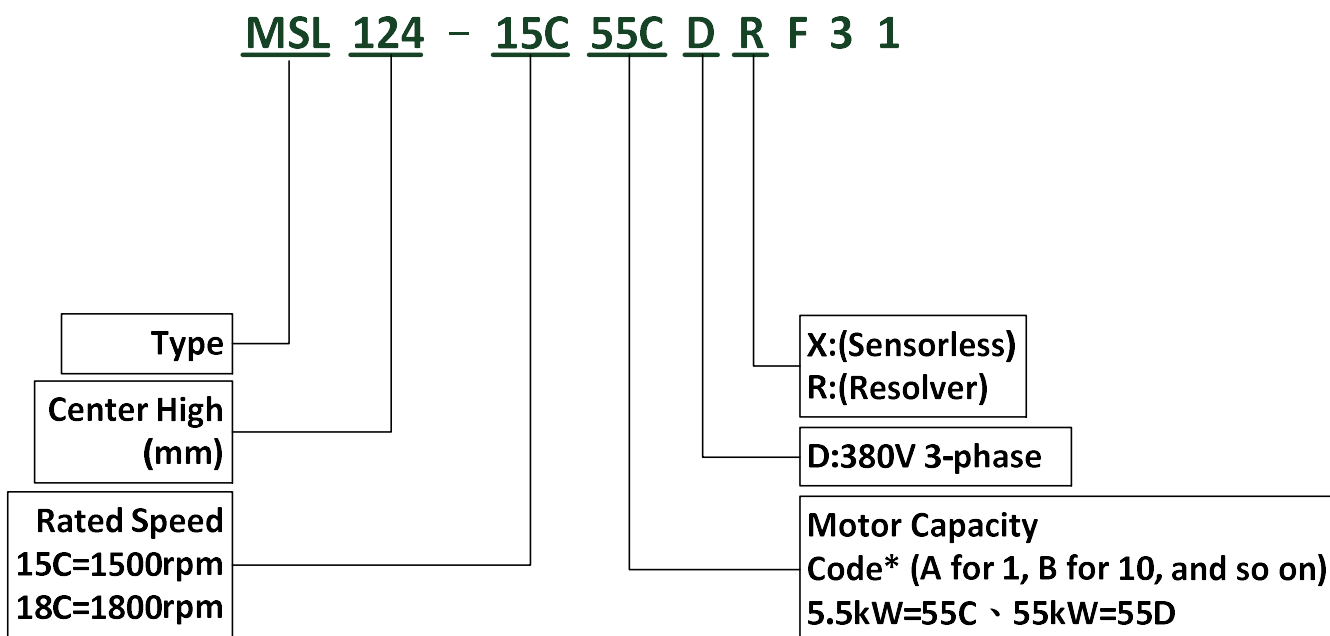 MSL 124 - 15C 55C D R F 3 1
Type
Center High
(mm)
Rated Speed
15C=1500rpm
18C=1800rpm
X:(Sensorless)
R:(Resolver)
D:380V 3-phase
Motor Capacity
Code* (A for 1, B for 10, and so on)
5.5kW=55C、55kW=55D